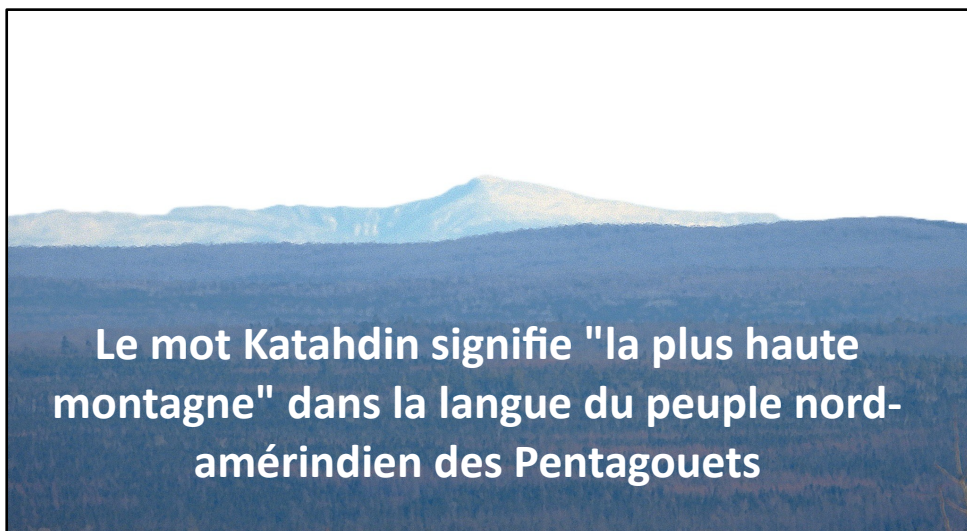 Le mot Katahdin signifie "la plus haute
montagne" dans la langue du peuple nord-
amérindien des Pentagouets